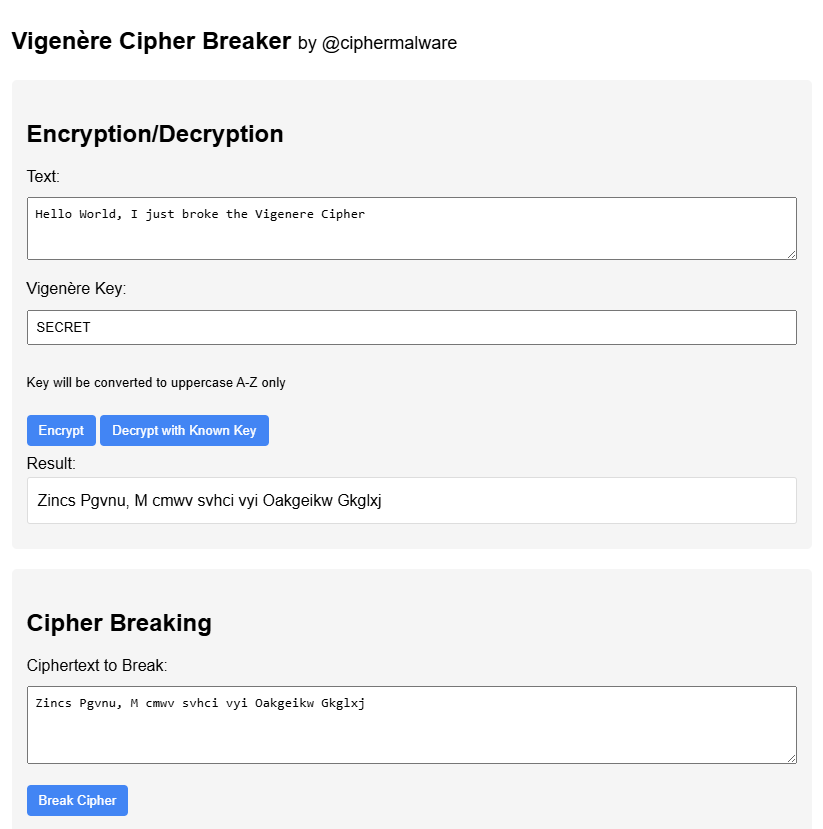 Vigenère Cipher Breaker by @ciphermalware
Encryption/Decryption
Text:
Hello World, I just broke the Vigenere Cipher
Vigenère Key:
SECRET
Key will be converted to uppercase A-Z only
Encrypt Decrypt with Known Key
Result:
Zincs Pgvnu, M cmwv svhci vyi Oakgeikw Gkglxj
Cipher Breaking
Ciphertext to Break:
Zincs Pgvnu, M cmwv svhci vyi Oakgeikw Gkglxj
Break Cipher